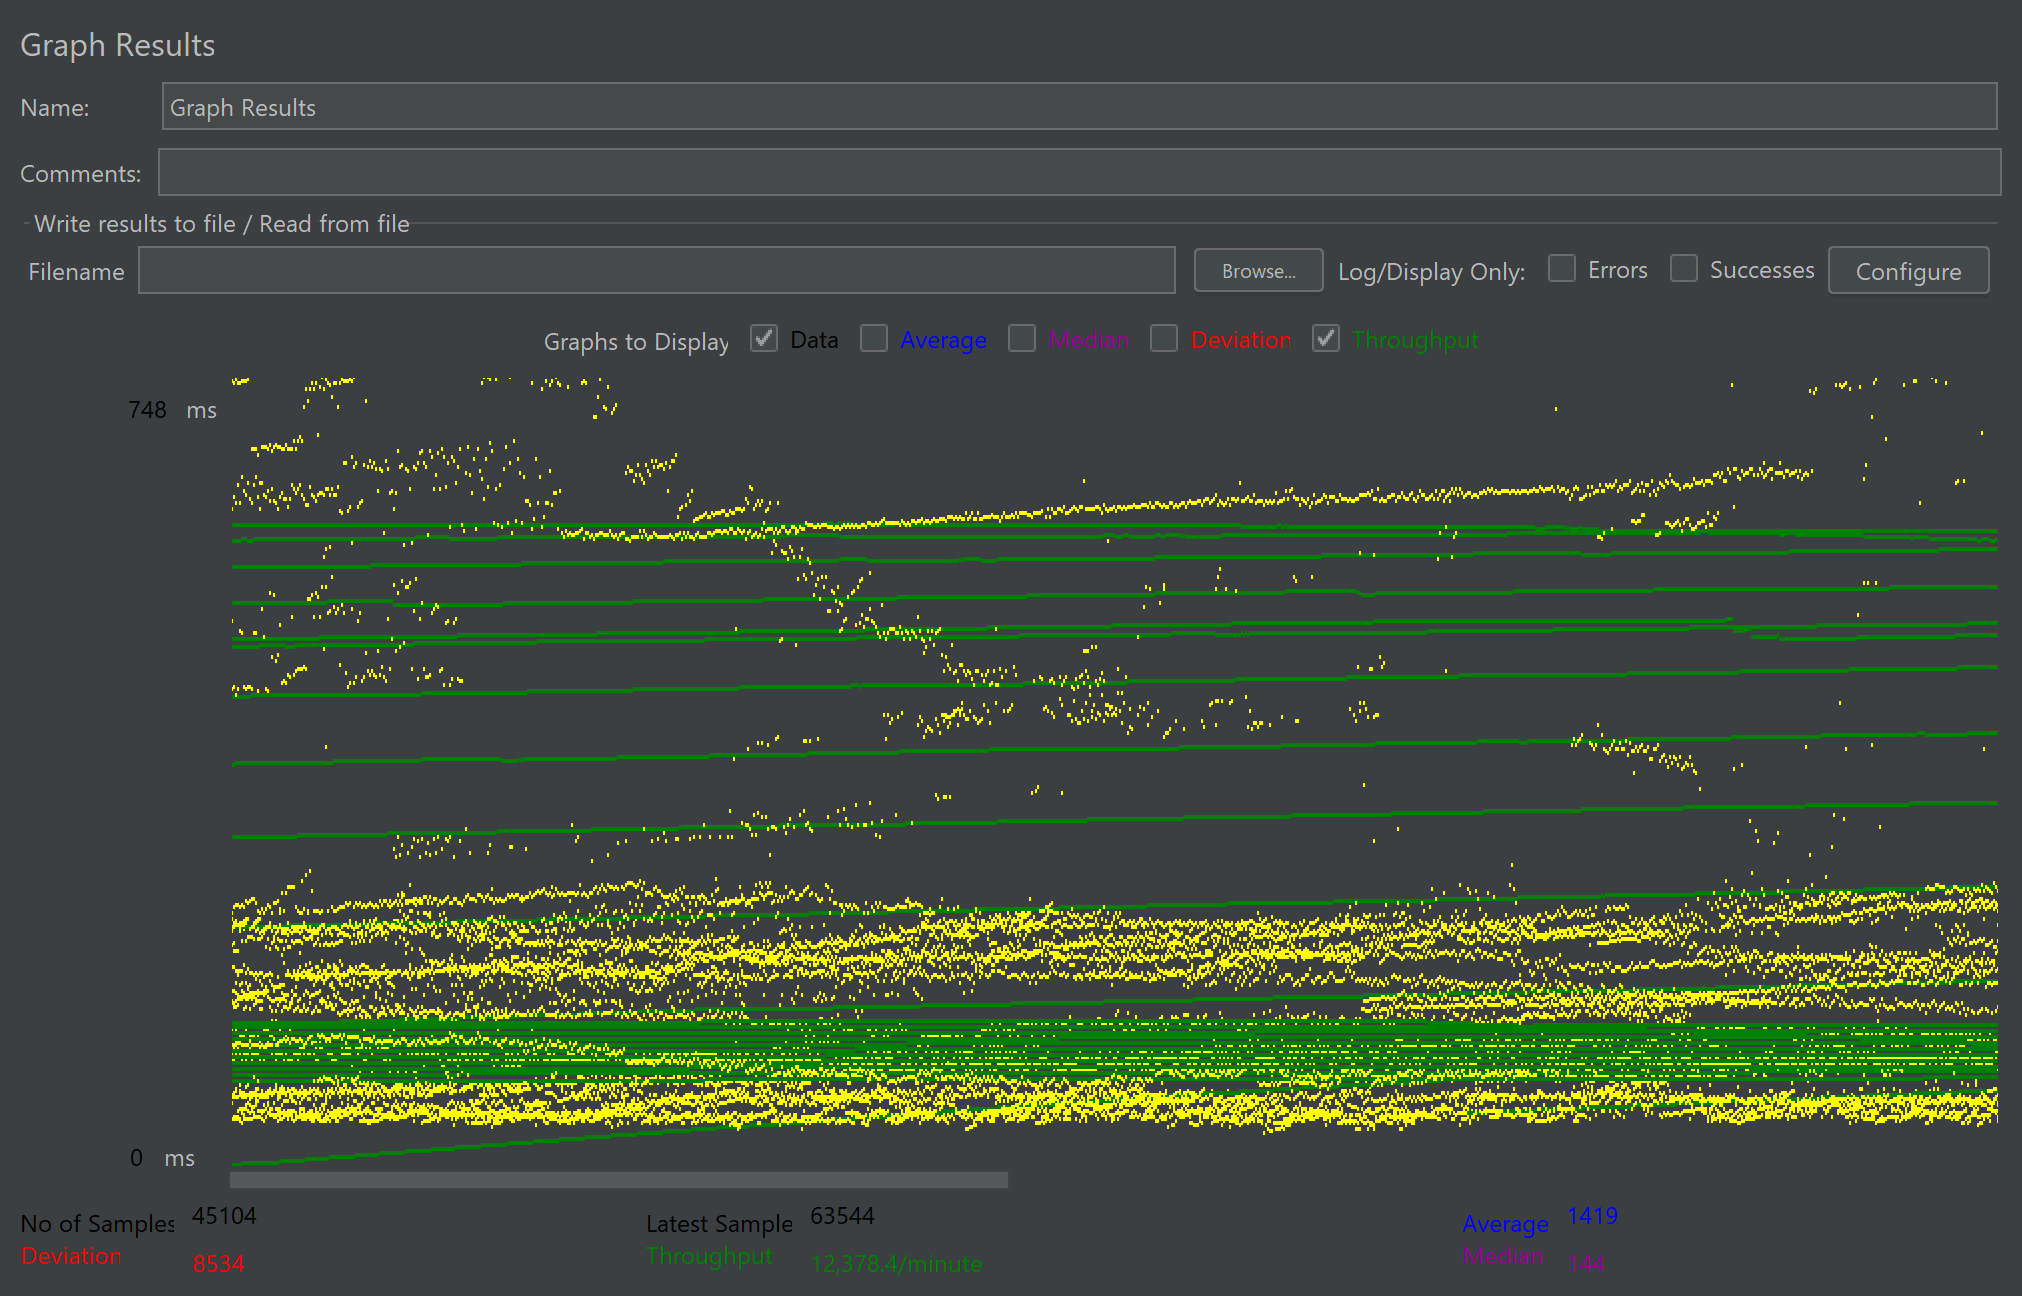 Graph Results
Name: Graph Results
Comments:
Write results to file / Read from file
Filename Browse... Log/Display Only: Errors Successes Configure
Graphs to Display Data Average Median Deviation Throughput
748 ms
0 ms
No of Samples 45104 Latest Sample 63544 Average 1419
Deviation 8534 Throughput 12,378.4/minute Median 144